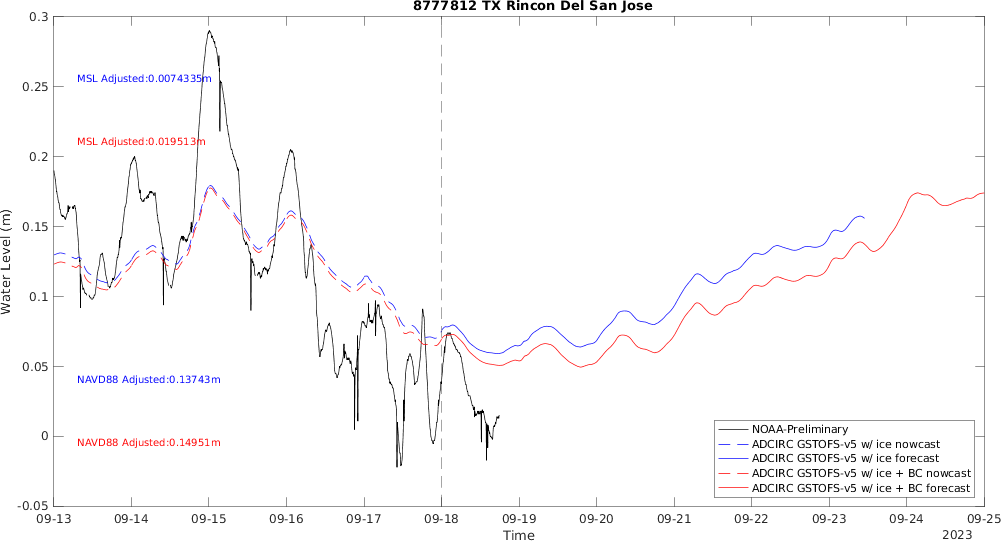 8777812 TX Rincon Del San Jose
0.3
0.25
0.2
0.15
0.1
0.05
0
-0.05
Water Level (m)
MSL Adjusted:0.0074335m
MSL Adjusted:0.019513m
NAVD88 Adjusted:0.13743m
NAVD88 Adjusted:0.14951m
NOAA-Preliminary
ADCIRC GSTOFS-v5 w/ ice nowcast
ADCIRC GSTOFS-v5 w/ ice forecast
ADCIRC GSTOFS-v5 w/ ice + BC nowcast
ADCIRC GSTOFS-v5 w/ ice + BC forecast
09-13 09-14 09-15 09-16 09-17 09-18 09-19 09-20 09-21 09-22 09-23 09-24 09-25
Time
2023